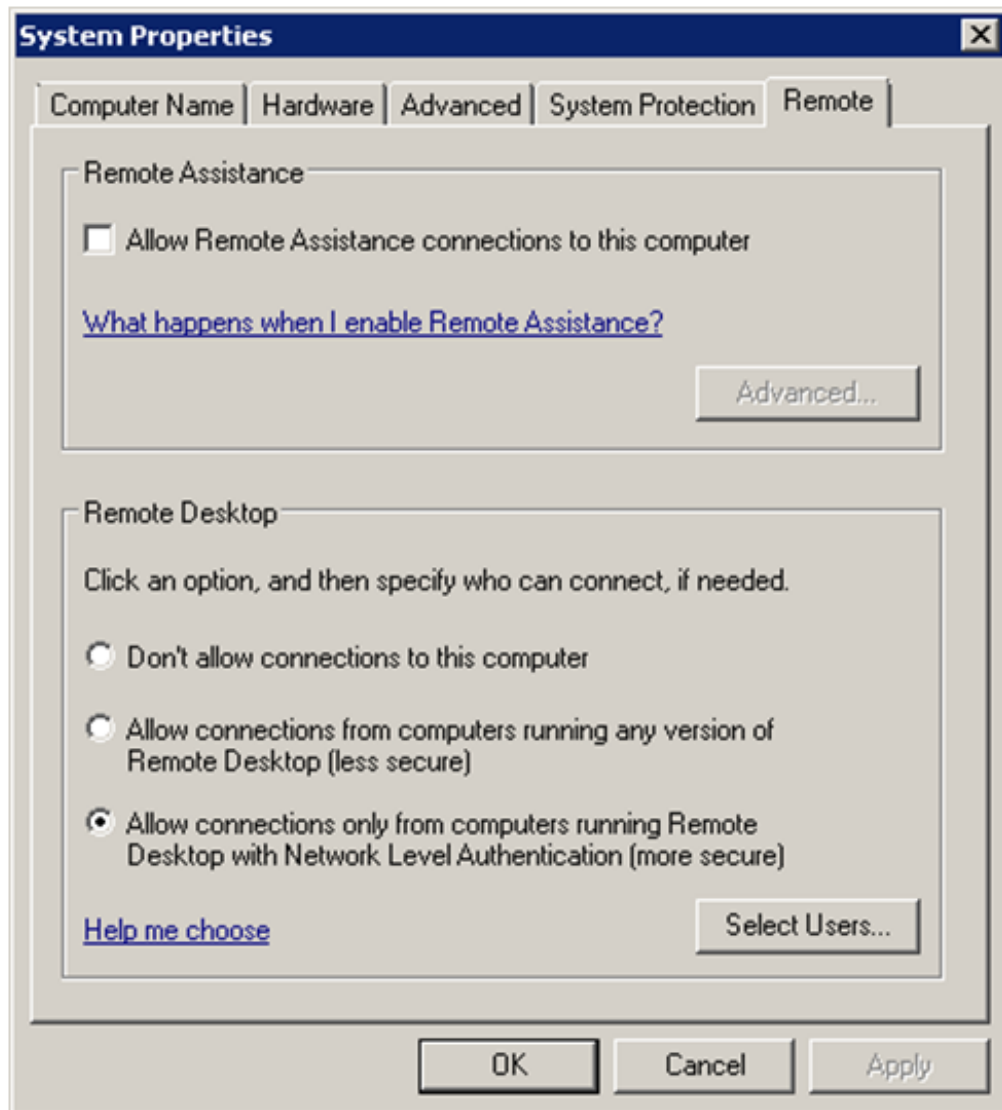 System Properties
Computer Name
Hardware
Advanced
System Protection
Remote
Remote Assistance
Allow Remote Assistance connections to this computer
What happens when I enable Remote Assistance?
Advanced...
Remote Desktop
Click an option, and then specify who can connect, if needed.
Don't allow connections to this computer
Allow connections from computers running any version of
Remote Desktop (less secure)
Allow connections only from computers running Remote
Desktop with Network Level Authentication (more secure)
Help me choose
Select Users...
OK
Cancel
Apply